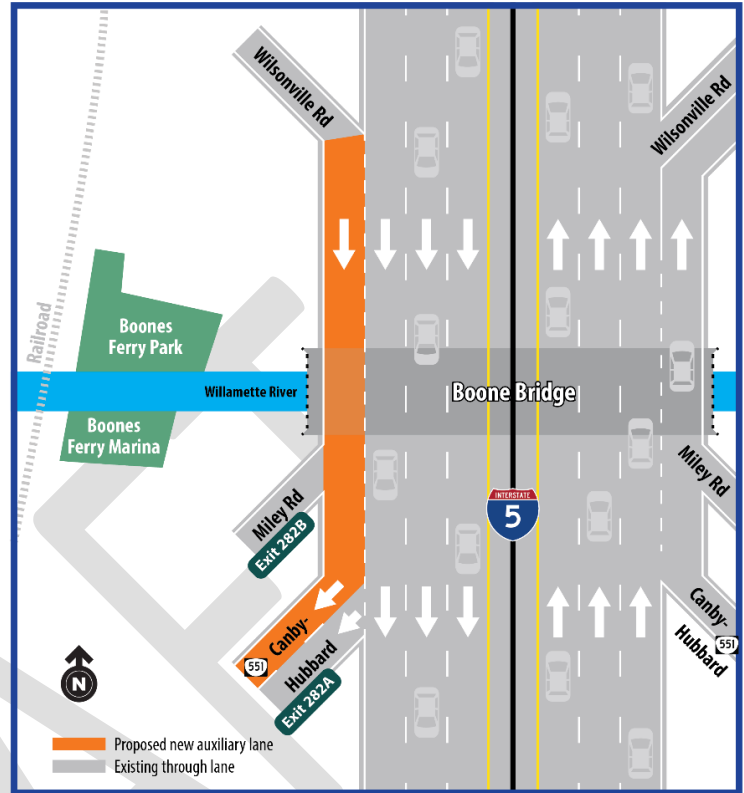 Wilsonville Rd
Wilsonville Rd
Railroad
Boones
Ferry Park
Willamette River
Boone Bridge
Boones
Ferry Marina
Miley Rd
Exit 282B
Miley Rd
INTERSTATE
5
Canby-
Hubbard
551
Exit 282A
Canby-
Hubbard
551
N
Proposed new auxiliary lane
Existing through lane